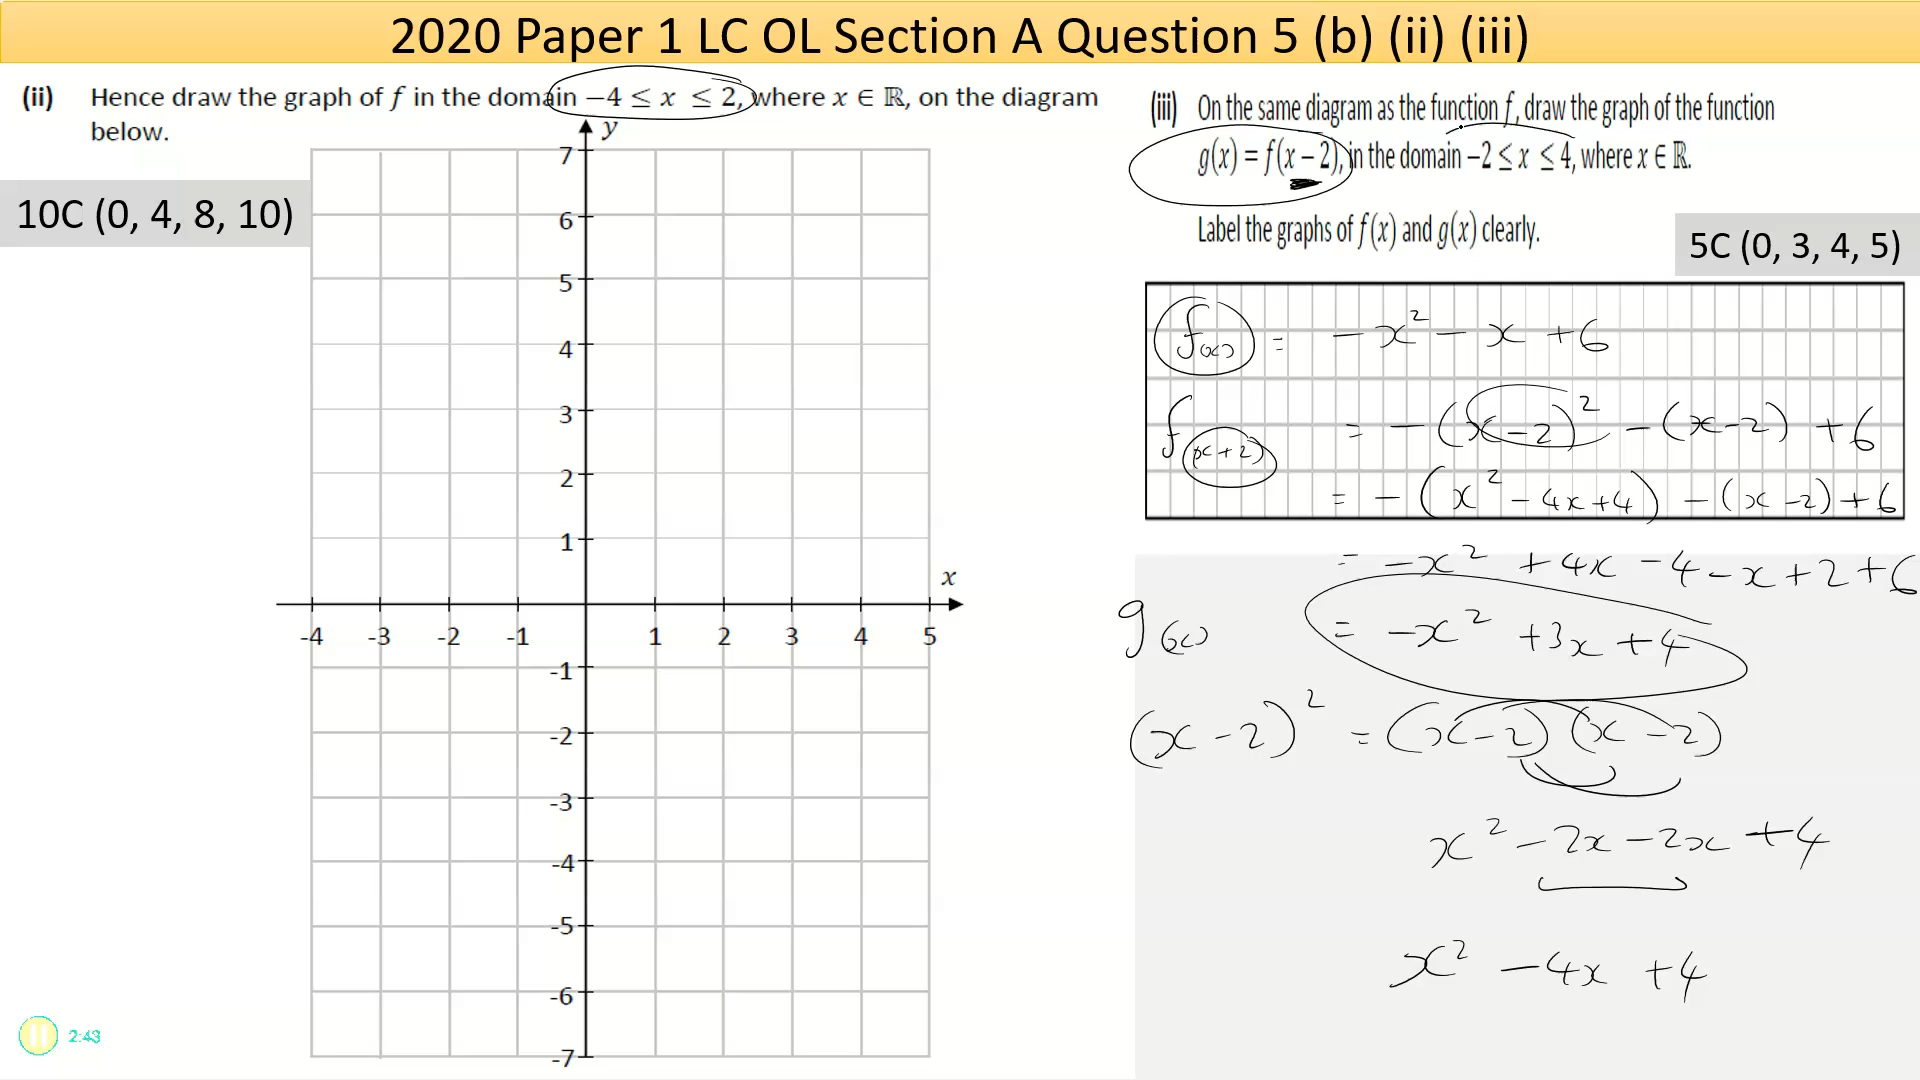 2020 Paper 1 LC OL Section A Question 5 (b) (ii) (iii)
(ii) Hence draw the graph of f in the domain −4 ≤ x ≤ 2, where x ∈ ℝ, on the diagram
below.
10C (0, 4, 8, 10)
y
7
6
5
4
3
2
1
x
-4 -3 -2 -1 1 2 3 4 5
-1
-2
-3
-4
-5
-6
-7
2:43
(iii) On the same diagram as the function f, draw the graph of the function
g(x) = f(x − 2), in the domain −2 ≤ x ≤ 4, where x ∈ ℝ.
Label the graphs of f(x) and g(x) clearly.
5C (0, 3, 4, 5)
f(x) = −x² − x + 6
f(x+2) = −(x−2)² − (x−2) + 6
= −(x² − 4x + 4) − (x − 2) + 6
= −x² + 4x − 4 − x + 2 + 6
g(x) = −x² + 3x + 4
(x − 2)² = (x − 2)(x − 2)
x² − 2x − 2x + 4
x² − 4x + 4